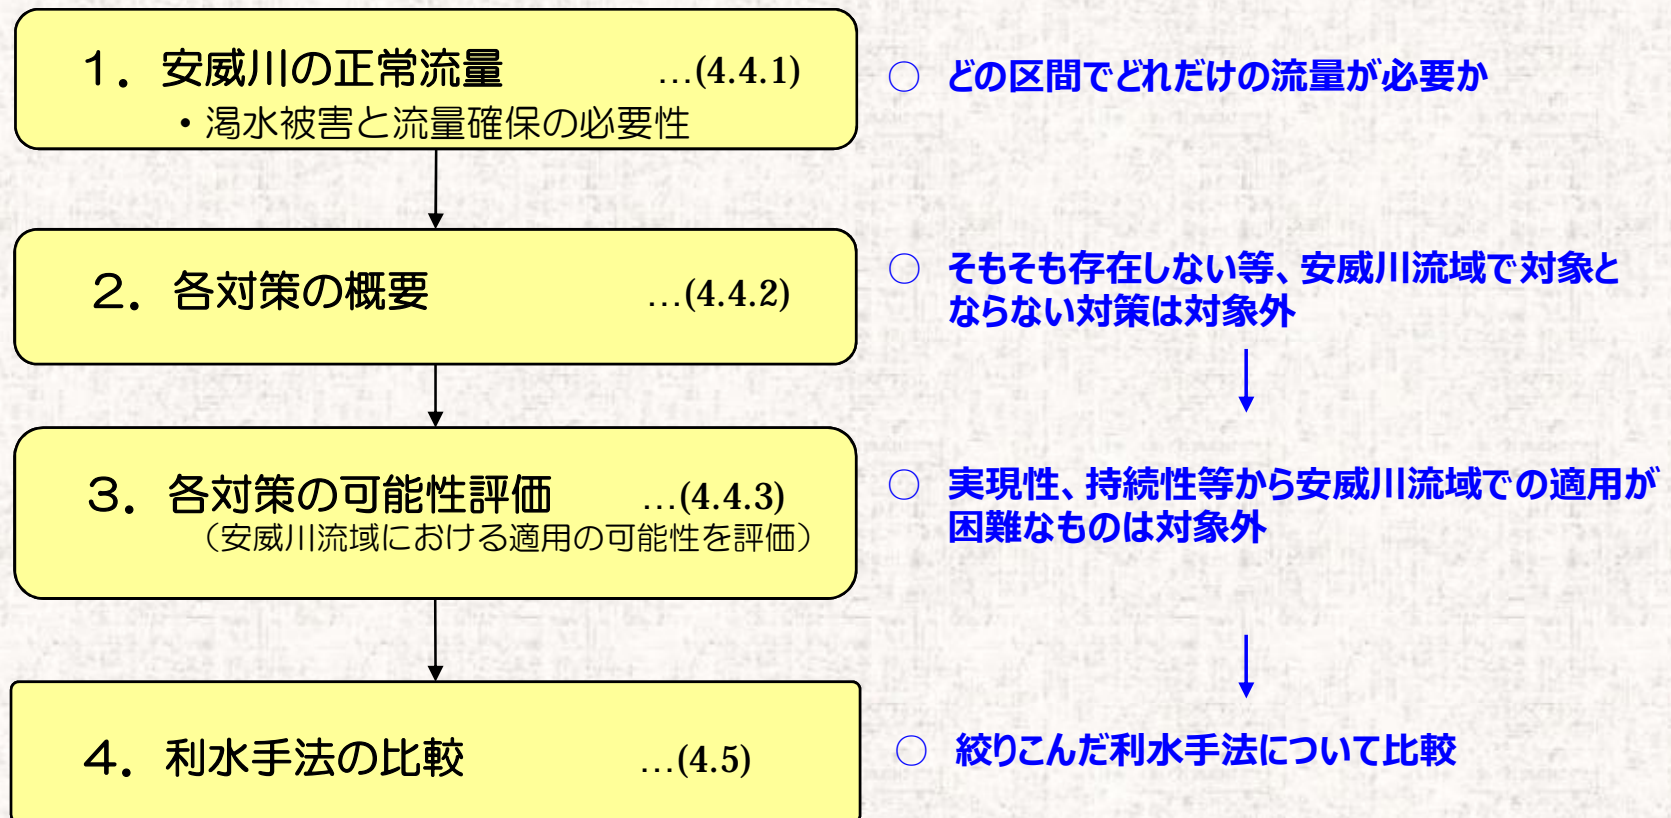 １．安威川の正常流量 …(4.4.1)
・渇水被害と流量確保の必要性
○ どの区間でどれだけの流量が必要か
２．各対策の概要 …(4.4.2)
○ そもそも存在しない等、安威川流域で対象と
ならない対策は対象外
３．各対策の可能性評価 …(4.4.3)
（安威川流域における適用の可能性を評価）
○ 実現性、持続性等から安威川流域での適用が
困難なものは対象外
４．利水手法の比較 …(4.5)
○ 絞りこんだ利水手法について比較